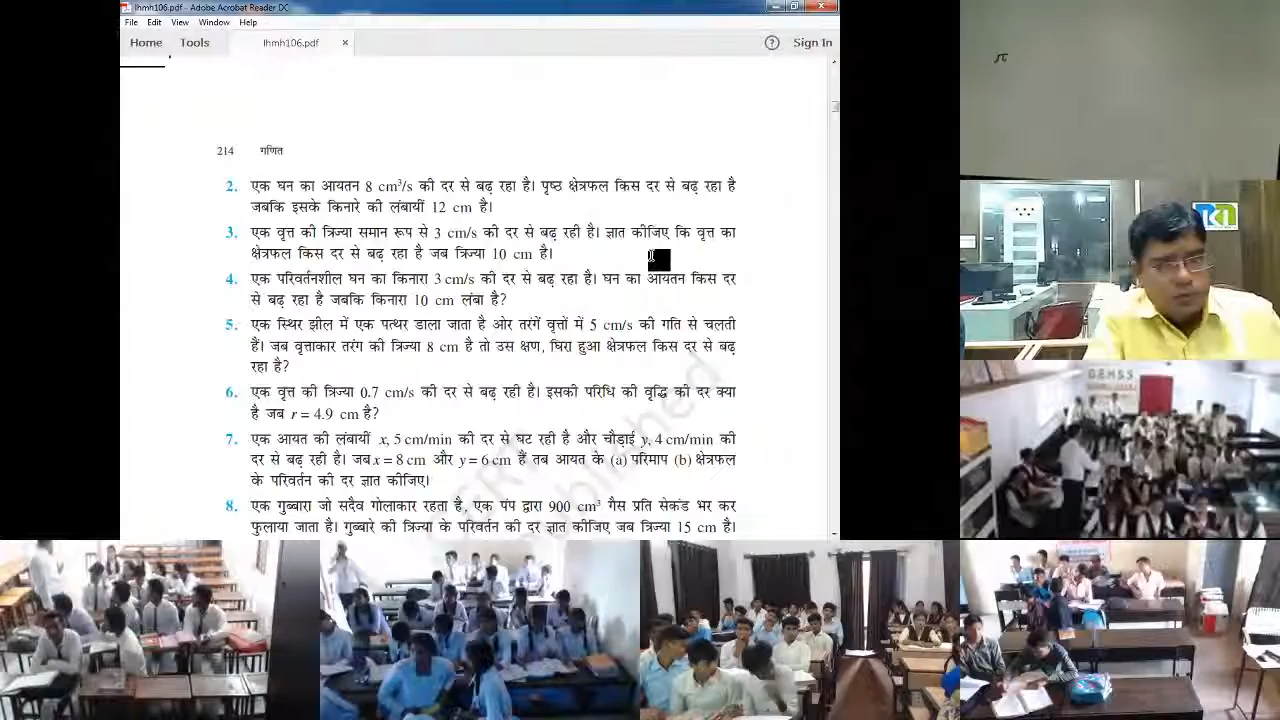 lhmh106.pdf - Adobe Acrobat Reader DC
File Edit View Window Help
Home Tools lhmh106.pdf × ? Sign In
214 गणित
2. एक घन का आयतन 8 cm³/s की दर से बढ़ रहा है। पृष्ठ क्षेत्रफल किस दर से बढ़ रहा है
जबकि इसके किनारे की लंबायीं 12 cm है।
3. एक वृत्त की त्रिज्या समान रूप से 3 cm/s की दर से बढ़ रही है। ज्ञात कीजिए कि वृत्त का
क्षेत्रफल किस दर से बढ़ रहा है जब त्रिज्या 10 cm है।
4. एक परिवर्तनशील घन का किनारा 3 cm/s की दर से बढ़ रहा है। घन का आयतन किस दर
से बढ़ रहा है जबकि किनारा 10 cm लंबा है?
5. एक स्थिर झील में एक पत्थर डाला जाता है ओर तरंगें वृत्तों में 5 cm/s की गति से चलती
हैं। जब वृत्ताकार तरंग की त्रिज्या 8 cm है तो उस क्षण, घिरा हुआ क्षेत्रफल किस दर से बढ़
रहा है?
6. एक वृत्त की त्रिज्या 0.7 cm/s की दर से बढ़ रही है। इसकी परिधि की वृद्धि की दर क्या
है जब r = 4.9 cm है?
7. एक आयत की लंबायीं x, 5 cm/min की दर से घट रही है और चौड़ाई y, 4 cm/min की
दर से बढ़ रही है। जब x = 8 cm और y = 6 cm हैं तब आयत के (a) परिमाप (b) क्षेत्रफल
के परिवर्तन की दर ज्ञात कीजिए।
8. एक गुब्बारा जो सदैव गोलाकार रहता है, एक पंप द्वारा 900 cm³ गैस प्रति सेकंड भर कर
फुलाया जाता है। गुब्बारे की त्रिज्या के परिवर्तन की दर ज्ञात कीजिए जब त्रिज्या 15 cm है।